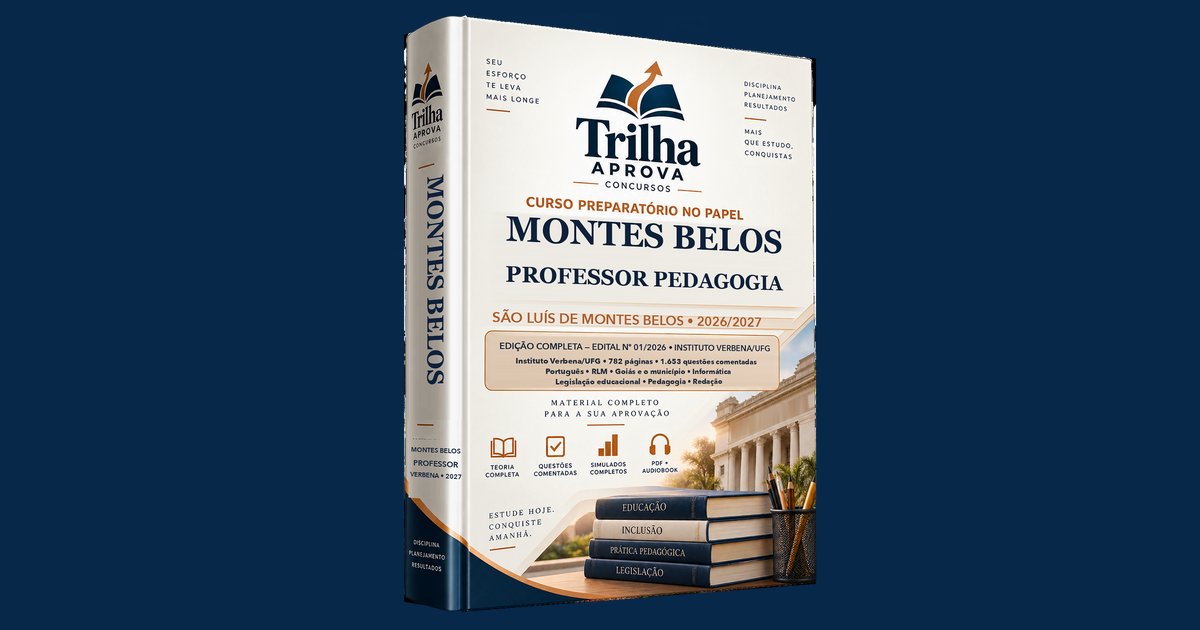 Trilha
APROVA
CONCURSOS
MONTES BELOS
MONTES BELOS
PROFESSOR
VERBENA • 2027
DISCIPLINA
PLANEJAMENTO
RESULTADOS
SEU
ESFORÇO
TE LEVA
MAIS LONGE
Trilha
APROVA
CONCURSOS
DISCIPLINA
PLANEJAMENTO
RESULTADOS
MAIS
QUE ESTUDO,
CONQUISTAS
CURSO PREPARATÓRIO NO PAPEL
MONTES BELOS
PROFESSOR PEDAGOGIA
SÃO LUÍS DE MONTES BELOS • 2026/2027
EDIÇÃO COMPLETA – EDITAL Nº 01/2026 • INSTITUTO VERBENA/UFG
Instituto Verbena/UFG • 782 páginas • 1.653 questões comentadas
Português • RLM • Goiás e o município • Informática
Legislação educacional • Pedagogia • Redação
MATERIAL COMPLETO
PARA A SUA APROVAÇÃO
TEORIA
COMPLETA
QUESTÕES
COMENTADAS
SIMULADOS
COMPLETOS
PDF +
AUDIOBOOK
ESTUDE HOJE.
CONQUISTE
AMANHÃ.
EDUCAÇÃO
INCLUSÃO
PRÁTICA PEDAGÓGICA
LEGISLAÇÃO